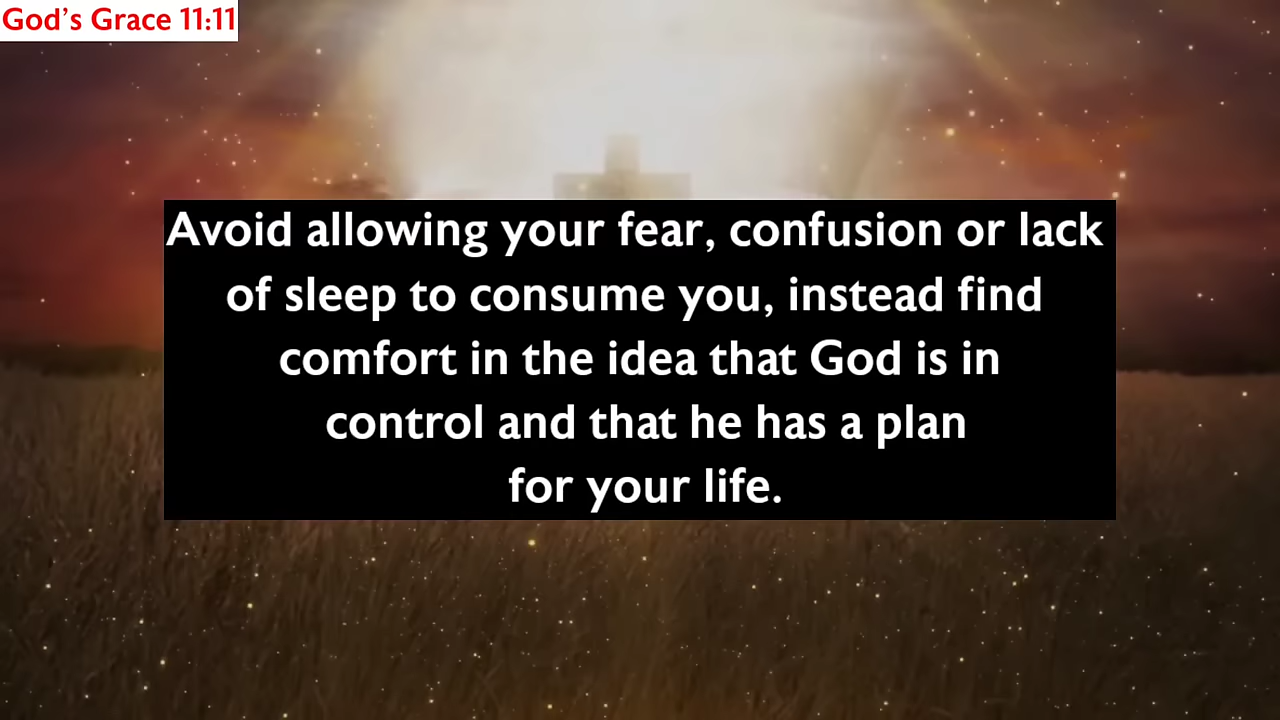 God’s Grace 11:11
Avoid allowing your fear, confusion or lack
of sleep to consume you, instead find
comfort in the idea that God is in
control and that he has a plan
for your life.